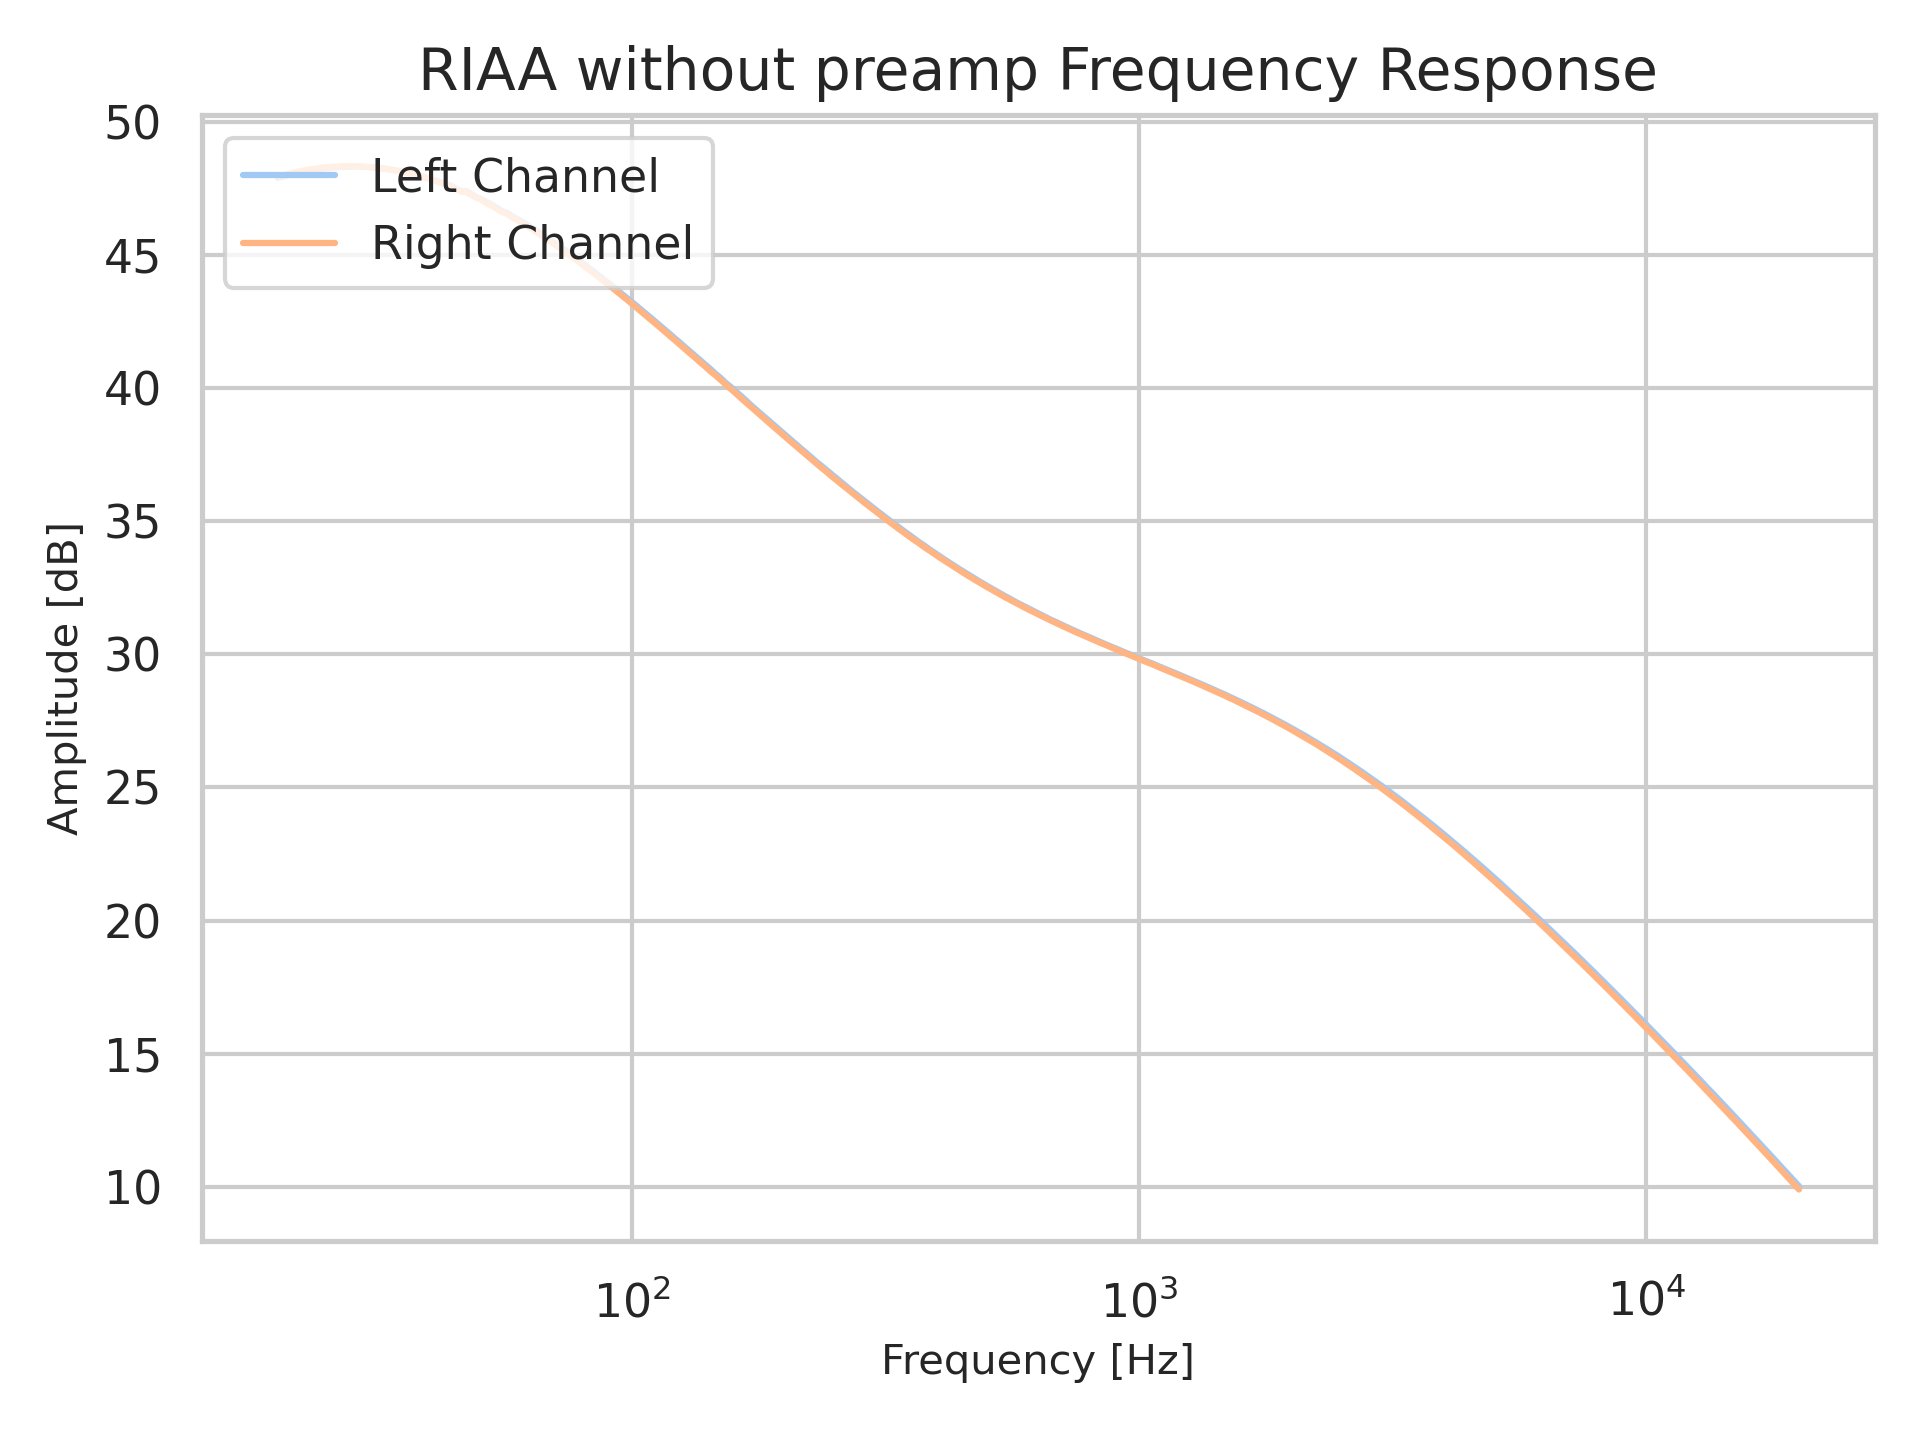 RIAA without preamp Frequency Response
Left Channel
Right Channel
Amplitude [dB]
50
45
40
35
30
25
20
15
10
10²
10³
10⁴
Frequency [Hz]